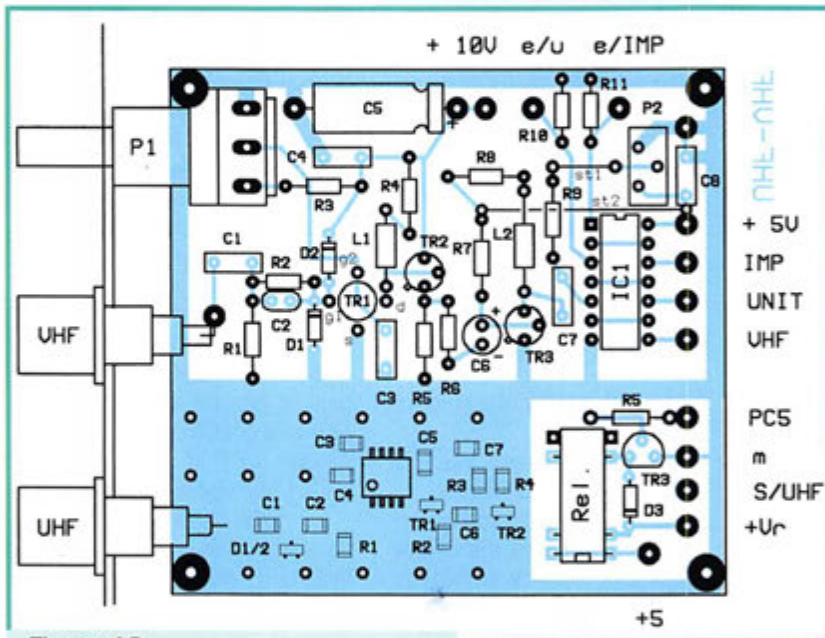 + 10V e/u e/IMP
UHF-VHF
P1
C5
+
R11
R10
P2
C8
C4
R3
R4
R8
st1
R9
st2
C1
R2
D2
g2
L1
TR2
R7
L2
IC1
+ 5V
IMP
UNIT
VHF
VHF
C2
g1
TR1
d
R1
D1
s
C3
R5
R6
+
C6
-
TR3
C7
C3
C5
C7
R5
PC5
C4
R3
R4
Rel.
TR3
m
S/UHF
UHF
C1
C2
TR1
C6
TR2
D3
+Vr
D1/2
R1
R2
+5